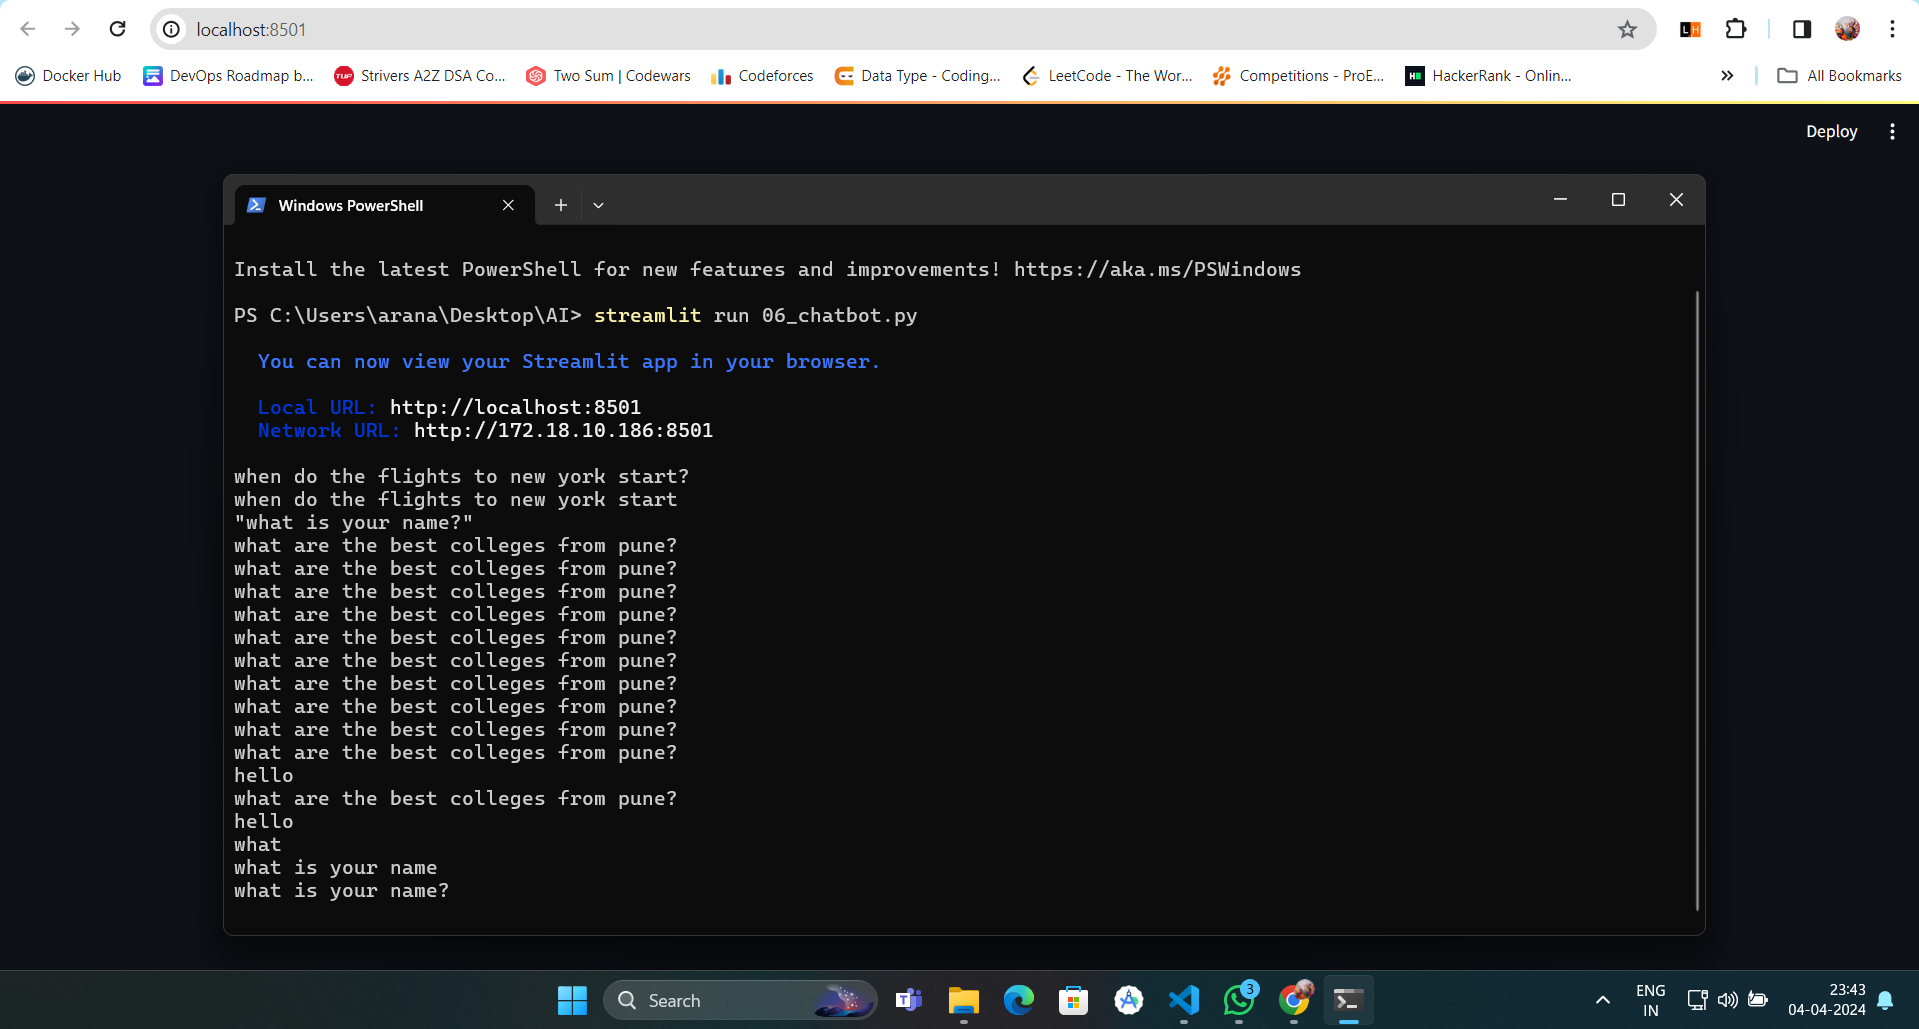 localhost:8501
Docker Hub
DevOps Roadmap b...
Strivers A2Z DSA Co...
Two Sum | Codewars
Codeforces
Data Type - Coding...
LeetCode - The Wor...
Competitions - ProE...
HackerRank - Onlin...
All Bookmarks
Deploy
Windows PowerShell
Install the latest PowerShell for new features and improvements! https://aka.ms/PSWindows
PS C:\Users\arana\Desktop\AI> streamlit run 06_chatbot.py
You can now view your Streamlit app in your browser.
Local URL: http://localhost:8501
Network URL: http://172.18.10.186:8501
when do the flights to new york start?
when do the flights to new york start
"what is your name?"
what are the best colleges from pune?
what are the best colleges from pune?
what are the best colleges from pune?
what are the best colleges from pune?
what are the best colleges from pune?
what are the best colleges from pune?
what are the best colleges from pune?
what are the best colleges from pune?
what are the best colleges from pune?
what are the best colleges from pune?
hello
what are the best colleges from pune?
hello
what
what is your name
what is your name?
Search
3
ENG
IN
23:43
04-04-2024